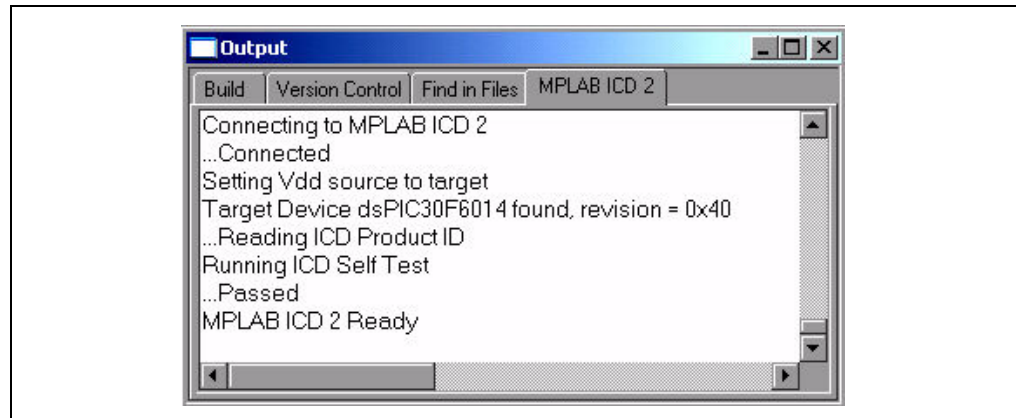 Output
Build Version Control Find in Files MPLAB ICD 2
Connecting to MPLAB ICD 2
...Connected
Setting Vdd source to target
Target Device dsPIC30F6014 found, revision = 0x40
...Reading ICD Product ID
Running ICD Self Test
...Passed
MPLAB ICD 2 Ready